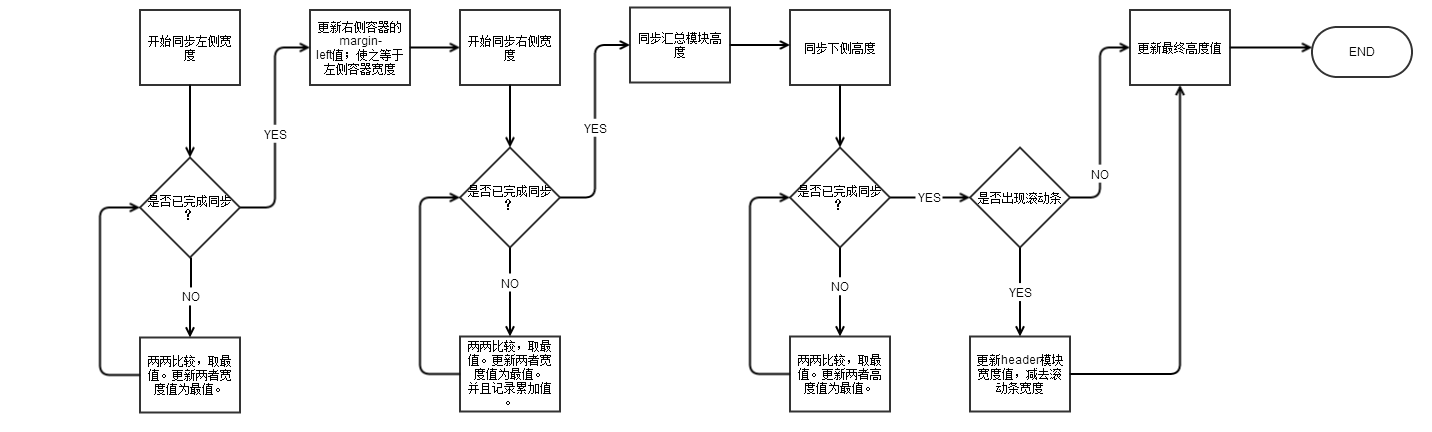 开始同步左侧宽
度
是否已完成同步
？
YES
NO
两两比较，取最
值。更新两者宽
度值为最值。
更新右侧容器的
margin-
left值；使之等于
左侧容器宽度
开始同步右侧宽
度
是否已完成同步
？
YES
NO
两两比较，取最
值。更新两者宽
度值为最值。
并且记录累加值
。
同步汇总模块高
度
同步下侧高度
是否已完成同步
？
YES
NO
两两比较，取最
值。更新两者高
度值为最值。
是否出现滚动条
NO
YES
更新header模块
宽度值，减去滚
动条宽度
更新最终高度值
END